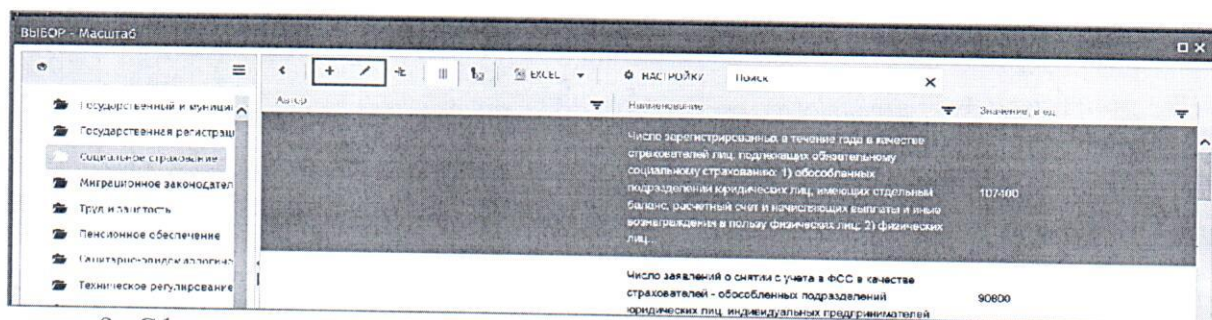 ВЫБОР - Масштаб
EXCEL
НАСТРОЙКИ
Поиск
Автор
Наименование
Значение, в ед.
Государственный и муници
Государственная регистрац
Социальное страхование
Миграционное законодател
Труд и занятость
Пенсионное обеспечение
Санитарно-эпидемиологиче
Техническое регулирование
Число зарегистрированных в течение года в качестве
страхователей лиц, подлежащих обязательному
социальному страхованию: 1) обособленных
подразделений юридических лиц, имеющих отдельный
баланс, расчетный счет и начисляющих выплаты и иные
вознаграждения в пользу физических лиц; 2) физических
лиц...
107400
Число заявлений о снятии с учета в ФСС в качестве
страхователей - обособленных подразделений
юридических лиц, индивидуальных предпринимателей
90800